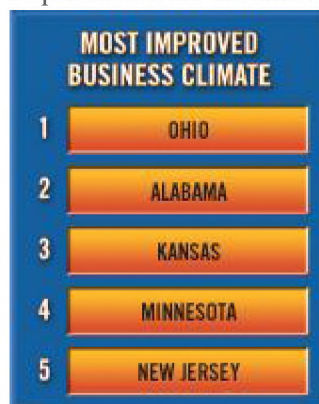 MOST IMPROVED
BUSINESS CLIMATE
1 OHIO
2 ALABAMA
3 KANSAS
4 MINNESOTA
5 NEW JERSEY